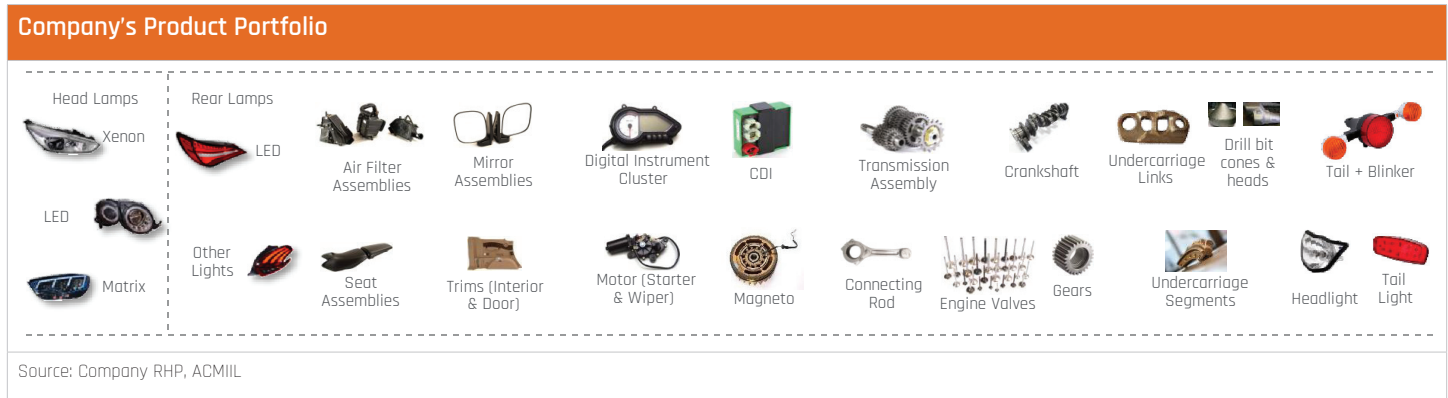 Company's Product Portfolio
Head Lamps
Xenon
LED
Matrix
Rear Lamps
LED
Other
Lights
Air Filter
Assemblies
Mirror
Assemblies
Digital Instrument
Cluster
CDI
Transmission
Assembly
Crankshaft
Undercarriage
Links
Drill bit
cones &
heads
Tail + Blinker
Seat
Assemblies
Trims (Interior
& Door)
Motor (Starter
& Wiper)
Magneto
Connecting
Rod
Engine Valves
Gears
Undercarriage
Segments
Headlight
Tail
Light
Source: Company RHP, ACMIIL